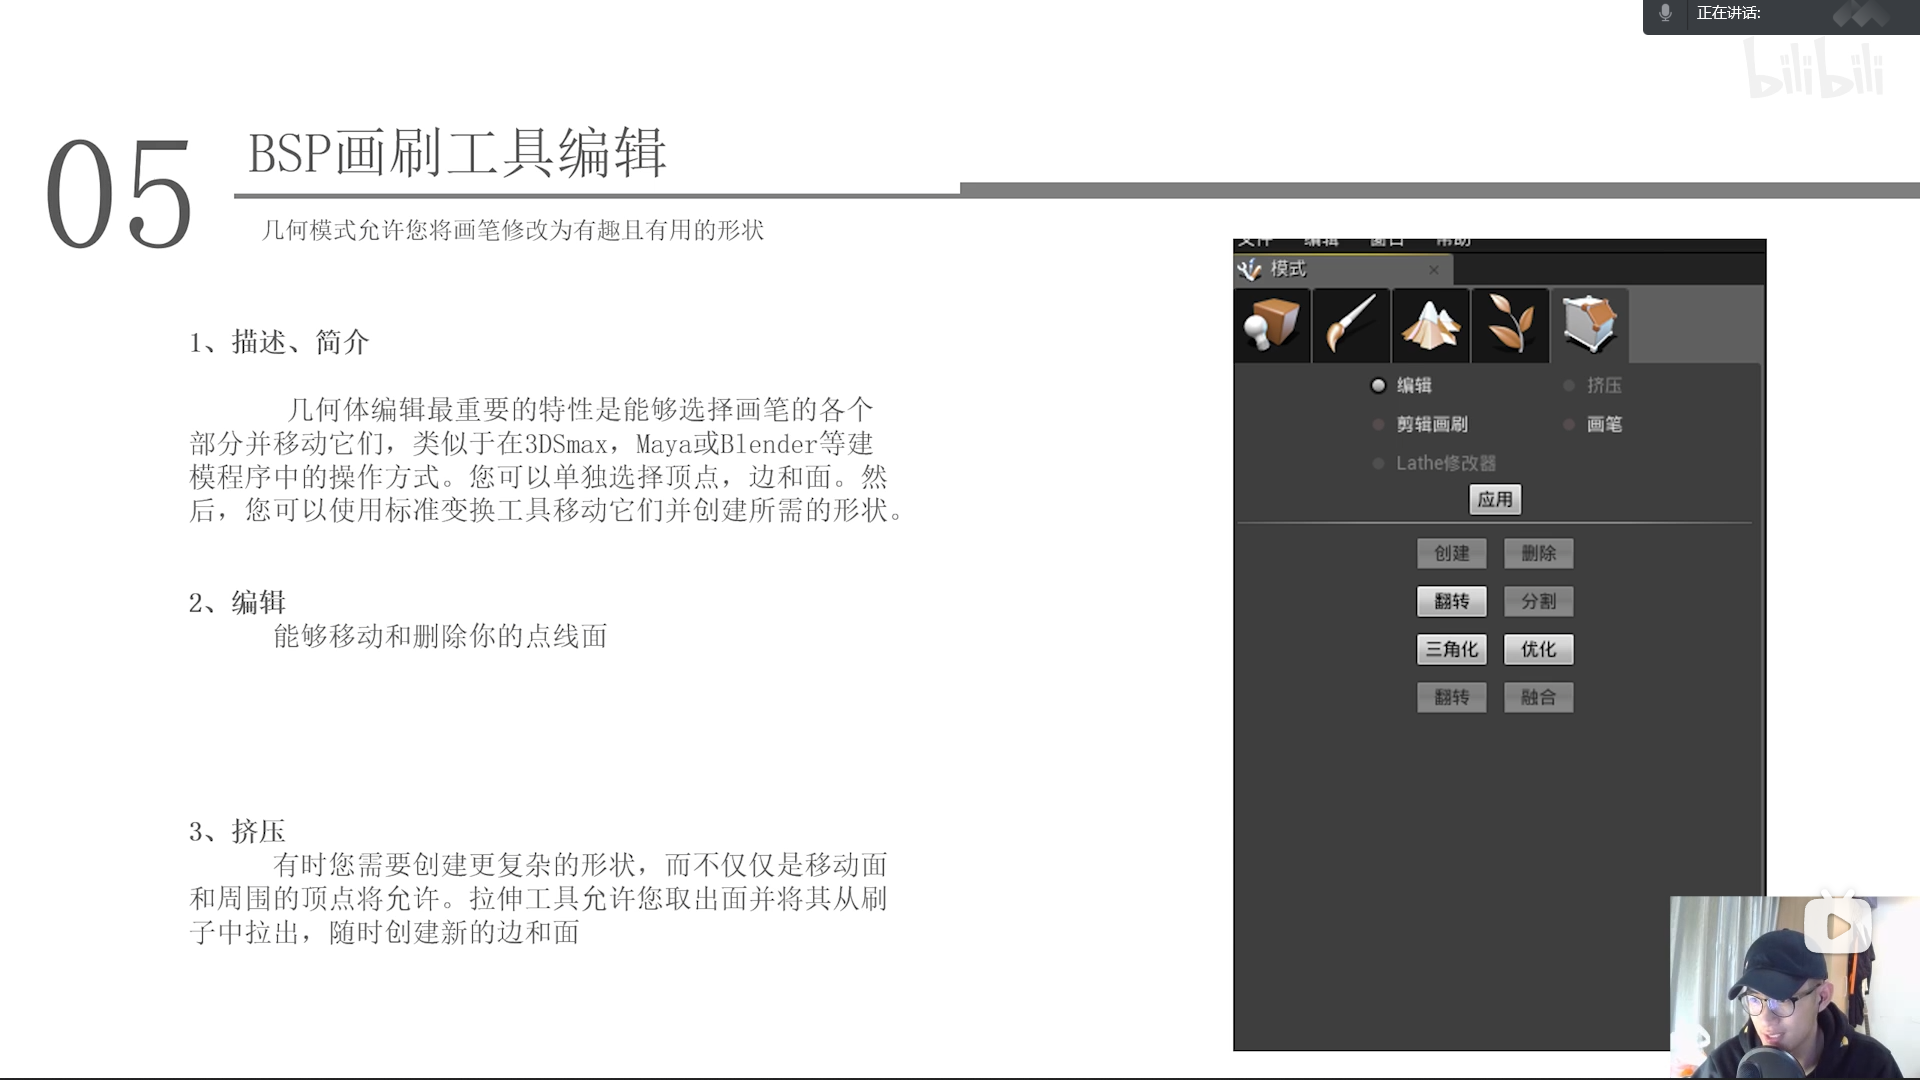 正在讲话:
bilibili
05
BSP画刷工具编辑
几何模式允许您将画笔修改为有趣且有用的形状
1、描述、简介
几何体编辑最重要的特性是能够选择画笔的各个
部分并移动它们，类似于在3DSmax，Maya或Blender等建
模程序中的操作方式。您可以单独选择顶点，边和面。然
后，您可以使用标准变换工具移动它们并创建所需的形状。
2、编辑
能够移动和删除你的点线面
3、挤压
有时您需要创建更复杂的形状，而不仅仅是移动面
和周围的顶点将允许。拉伸工具允许您取出面并将其从刷
子中拉出，随时创建新的边和面
文件 编辑 窗口 帮助
模式
编辑 挤压
剪辑画刷 画笔
Lathe修改器
应用
创建 删除
翻转 分割
三角化 优化
翻转 融合